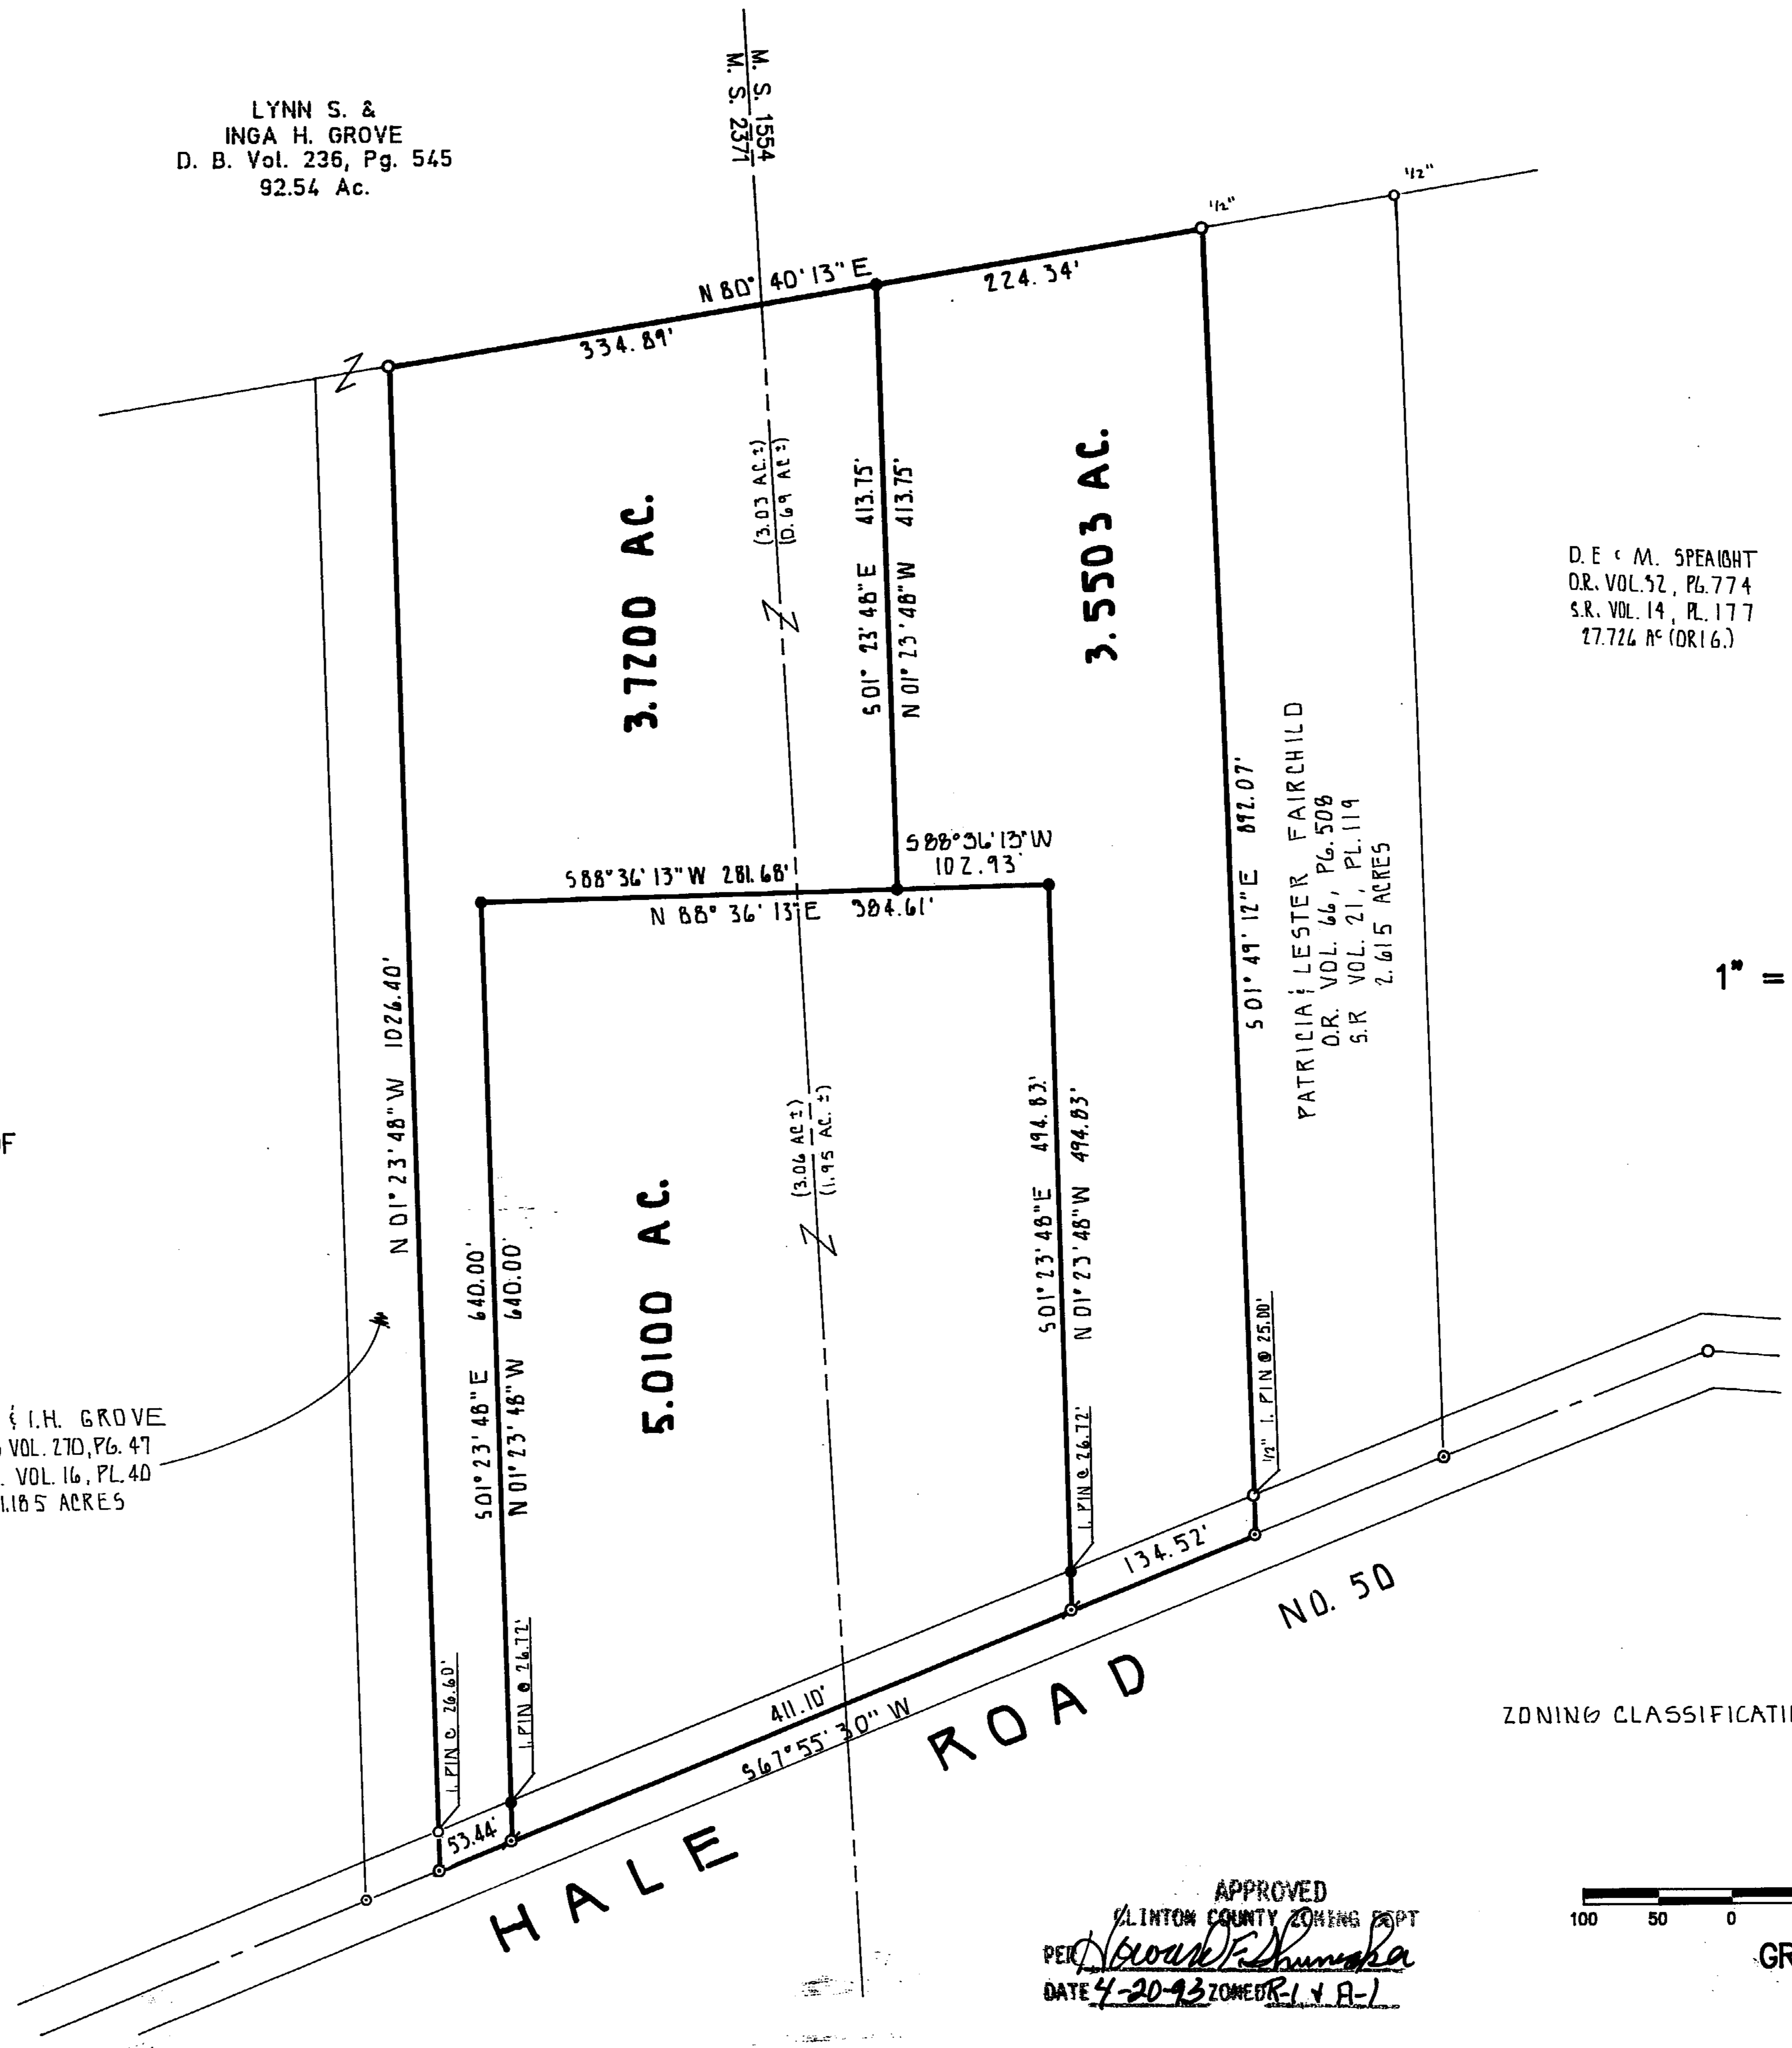 M. S. 1554
M. S. 2371
LYNN S. &
INGA H. GROVE
D. B. Vol. 236, Pg. 545
92.54 Ac.
1/2"
1/2"
N 80° 40' 13" E
224.34'
334.89'
3.7200 AC.
(3.03 AC.±)
(0.69 AC ±)
S 01° 23' 48" E 413.75'
N 01° 23' 48" W 413.75'
3.5503 AC.
D. E & M. SPEAIGHT
O.R. VOL. 52, PG. 774
S.R. VOL. 14, PL. 177
27.726 Ac (ORIG.)
S 88° 36' 13" W
102.93
S 88° 36' 13" W 281.68'
N 88° 36' 13" E 384.61'
S 01° 49' 12" E 892.07'
PATRICIA & LESTER FAIRCHILD
O.R. VOL. 66, PG. 508
S.R VOL. 21, PL. 119
2.615 ACRES
1" =
N 01° 23' 48" W 1026.40'
OF
(3.06 AC ±)
(1.95 AC. ±)
5.0100 AC.
S 01° 23' 48" E 494.83'
N 01° 23' 48" W 494.83'
S 01° 23' 48" E 640.00'
N 01° 23' 48" W 640.00'
& I.H. GROVE
VOL. 270, PG. 47
. VOL. 16, PL. 40
1.185 ACRES
1/2" I. PIN @ 25.00'
I. PIN @ 26.72'
134.52'
I. PIN @ 26.60'
I. PIN @ 26.72'
411.10'
S 67° 55' 30" W
53.44'
HALE ROAD NO. 50
ZONING CLASSIFICATI
APPROVED
CLINTON COUNTY ZONING DEPT
PER Howard F. Shumaker
DATE 4-20-93 ZONED R-1 & A-1
100 50 0
GR